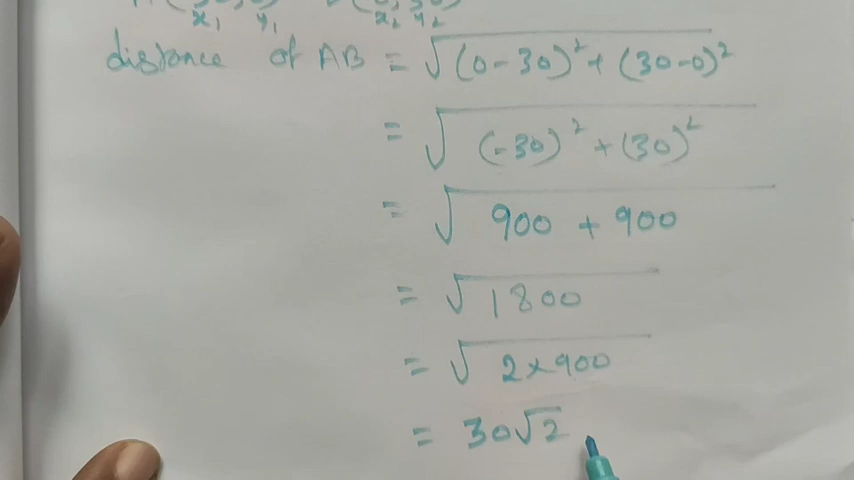 x₁ y₁ x₂ y₂
distance of AB = √(0-30)² + (30-0)²
= √(-30)² + (30)²
= √900 + 900
= √1800
= √2×900
= 30√2